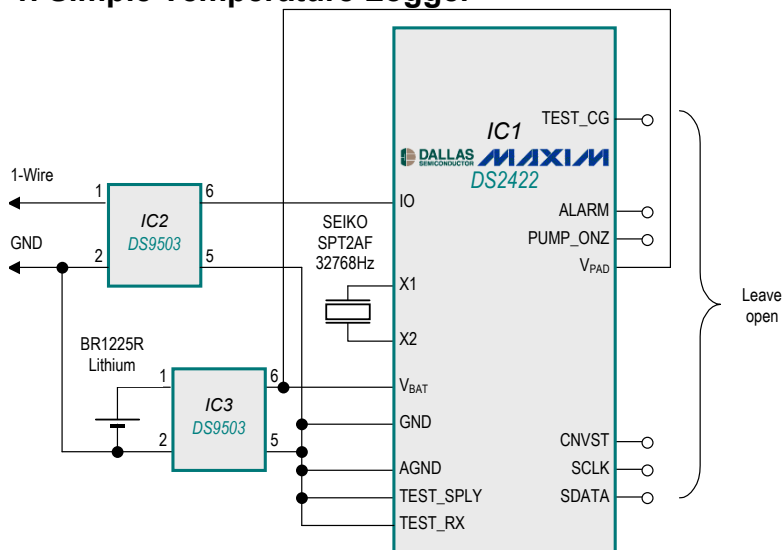 Simple Temperature Logger
TEST_CG
IC1
DALLAS
SEMICONDUCTOR
MAXIM
DS2422
1-Wire
1
6
IO
IC2
DS9503
SEIKO
SPT2AF
32768Hz
ALARM
PUMP_ONZ
GND
2
5
VPAD
X1
Leave
open
X2
BR1225R
Lithium
1
6
VBAT
IC3
DS9503
GND
2
5
CNVST
AGND
SCLK
TEST_SPLY
SDATA
TEST_RX